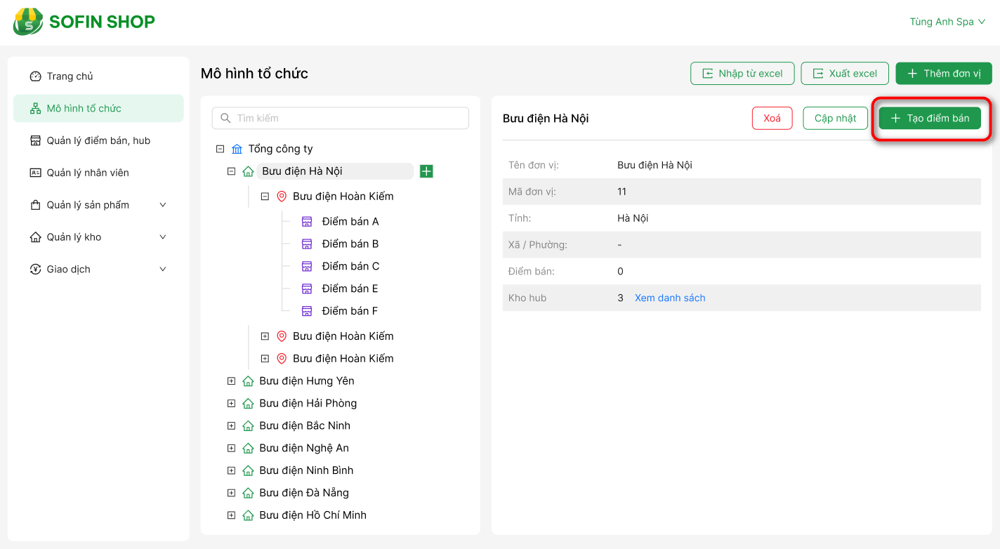 SOFIN SHOP
Tùng Anh Spa
Trang chủ
Mô hình tổ chức
Quản lý điểm bán, hub
Quản lý nhân viên
Quản lý sản phẩm
Quản lý kho
Giao dịch
Mô hình tổ chức
Nhập từ excel
Xuất excel
Thêm đơn vị
Tìm kiếm
Tổng công ty
Bưu điện Hà Nội
Bưu điện Hoàn Kiếm
Điểm bán A
Điểm bán B
Điểm bán C
Điểm bán E
Điểm bán F
Bưu điện Hoàn Kiếm
Bưu điện Hoàn Kiếm
Bưu điện Hưng Yên
Bưu điện Hải Phòng
Bưu điện Bắc Ninh
Bưu điện Nghệ An
Bưu điện Ninh Bình
Bưu điện Đà Nẵng
Bưu điện Hồ Chí Minh
Bưu điện Hà Nội
Xoá
Cập nhật
Tạo điểm bán
Tên đơn vị: Bưu điện Hà Nội
Mã đơn vị: 11
Tỉnh: Hà Nội
Xã / Phường: -
Điểm bán: 0
Kho hub 3 Xem danh sách